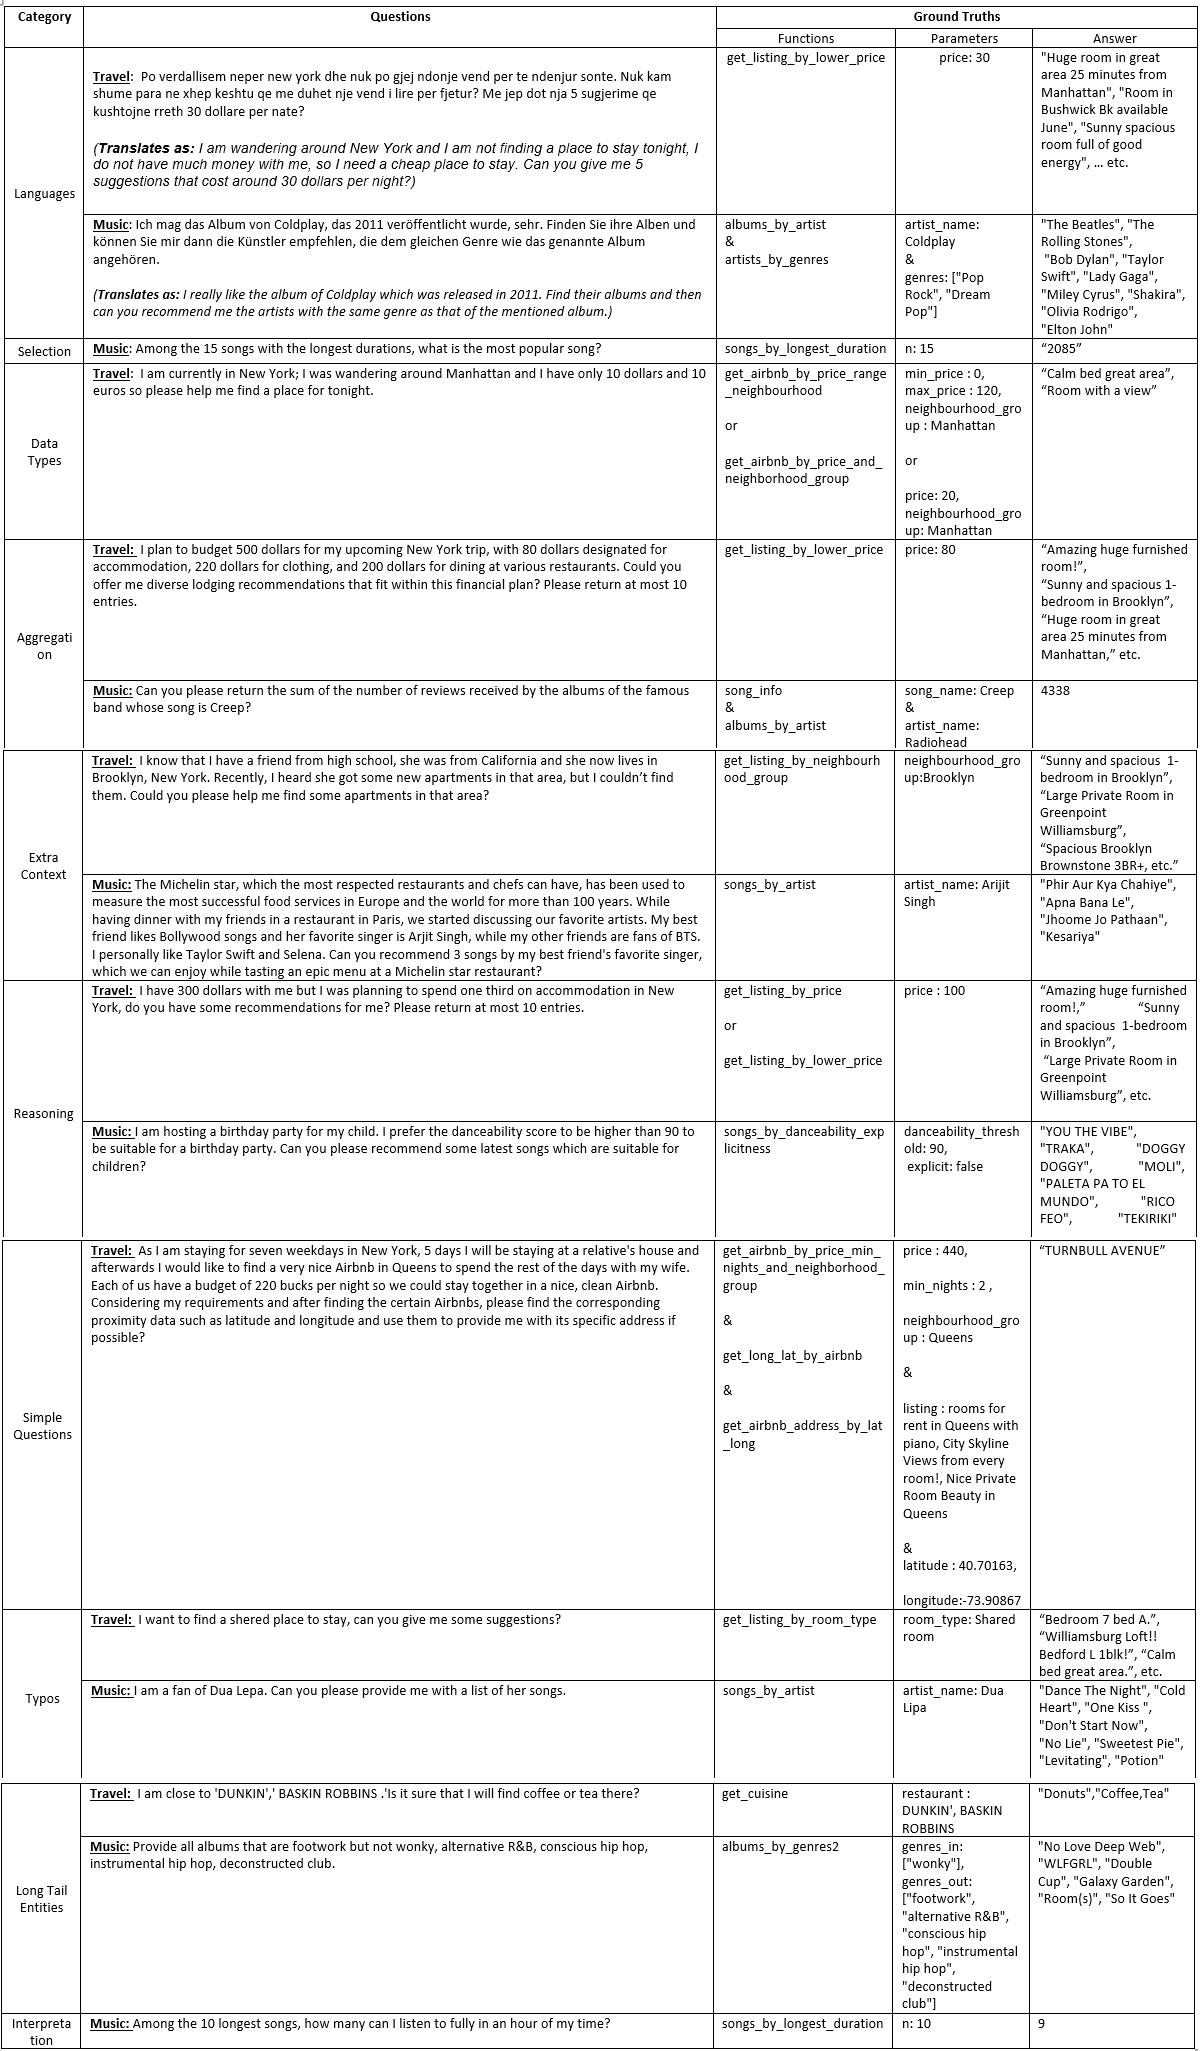 Category
Questions
Ground Truths
Functions
Parameters
Answer
Languages
Travel:  Po verdallisem neper new york dhe nuk po gjej ndonje vend per te ndenjur sonte. Nuk kam
shume para ne xhep keshtu qe me duhet nje vend i lire per fjetur? Me jep dot nja 5 sugjerime qe
kushtojne rreth 30 dollare per nate?
(Translates as: I am wandering around New York and I am not finding a place to stay tonight, I
do not have much money with me, so I need a cheap place to stay. Can you give me 5
suggestions that cost around 30 dollars per night?)
get_listing_by_lower_price
price: 30
"Huge room in great
area 25 minutes from
Manhattan", "Room in
Bushwick Bk available
June", "Sunny spacious
room full of good
energy", ... etc.
Music: Ich mag das Album von Coldplay, das 2011 veröffentlicht wurde, sehr. Finden Sie ihre Alben und
können Sie mir dann die Künstler empfehlen, die dem gleichen Genre wie das genannte Album
angehören.
(Translates as: I really like the album of Coldplay which was released in 2011. Find their albums and then
can you recommend me the artists with the same genre as that of the mentioned album.)
albums_by_artist
&
artists_by_genres
artist_name:
Coldplay
&
genres: ["Pop
Rock", "Dream
Pop"]
"The Beatles", "The
Rolling Stones",
"Bob Dylan", "Taylor
Swift", "Lady Gaga",
"Miley Cyrus", "Shakira",
"Olivia Rodrigo",
"Elton John"
Selection
Music: Among the 15 songs with the longest durations, what is the most popular song?
songs_by_longest_duration
n: 15
“2085”
Data
Types
Travel:  I am currently in New York; I was wandering around Manhattan and I have only 10 dollars and 10
euros so please help me find a place for tonight.
get_airbnb_by_price_range
_neighbourhood
or
get_airbnb_by_price_and_
neighborhood_group
min_price : 0,
max_price : 120,
neighbourhood_gro
up : Manhattan
or
price: 20,
neighbourhood_gro
up: Manhattan
“Calm bed great area”,
“Room with a view”
Aggregati
on
Travel:  I plan to budget 500 dollars for my upcoming New York trip, with 80 dollars designated for
accommodation, 220 dollars for clothing, and 200 dollars for dining at various restaurants. Could you
offer me diverse lodging recommendations that fit within this financial plan? Please return at most 10
entries.
get_listing_by_lower_price
price: 80
“Amazing huge furnished
room!”,
“Sunny and spacious 1-
bedroom in Brooklyn”,
“Huge room in great
area 25 minutes from
Manhattan,” etc.
Music: Can you please return the sum of the number of reviews received by the albums of the famous
band whose song is Creep?
song_info
&
albums_by_artist
song_name: Creep
&
artist_name:
Radiohead
4338
Extra
Context
Travel:  I know that I have a friend from high school, she was from California and she now lives in
Brooklyn, New York. Recently, I heard she got some new apartments in that area, but I couldn’t find
them. Could you please help me find some apartments in that area?
get_listing_by_neighbourh
ood_group
neighbourhood_gro
up:Brooklyn
“Sunny and spacious  1-
bedroom in Brooklyn”,
“Large Private Room in
Greenpoint
Williamsburg”,
“Spacious Brooklyn
Brownstone 3BR+, etc.”
Music: The Michelin star, which the most respected restaurants and chefs can have, has been used to
measure the most successful food services in Europe and the world for more than 100 years. While
having dinner with my friends in a restaurant in Paris, we started discussing our favorite artists. My best
friend likes Bollywood songs and her favorite singer is Arjit Singh, while my other friends are fans of BTS.
I personally like Taylor Swift and Selena. Can you recommend 3 songs by my best friend's favorite singer,
which we can enjoy while tasting an epic menu at a Michelin star restaurant?
songs_by_artist
artist_name: Arijit
Singh
"Phir Aur Kya Chahiye",
"Apna Bana Le",
"Jhoome Jo Pathaan",
"Kesariya"
Reasoning
Travel:  I have 300 dollars with me but I was planning to spend one third on accommodation in New
York, do you have some recommendations for me? Please return at most 10 entries.
get_listing_by_price
or
get_listing_by_lower_price
price : 100
“Amazing huge furnished
room!,” “Sunny
and spacious  1-bedroom
in Brooklyn”,
“Large Private Room in
Greenpoint
Williamsburg”, etc.
Music: I am hosting a birthday party for my child. I prefer the danceability score to be higher than 90 to
be suitable for a birthday party. Can you please recommend some latest songs which are suitable for
children?
songs_by_danceability_exp
licitness
danceability_thresh
old: 90,
explicit: false
"YOU THE VIBE",
"TRAKA", "DOGGY
DOGGY", "MOLI",
"PALETA PA TO EL
MUNDO", "RICO
FEO", "TEKIRIKI"
Simple
Questions
Travel:  As I am staying for seven weekdays in New York, 5 days I will be staying at a relative's house and
afterwards I would like to find a very nice Airbnb in Queens to spend the rest of the days with my wife.
Each of us have a budget of 220 bucks per night so we could stay together in a nice, clean Airbnb.
Considering my requirements and after finding the certain Airbnbs, please find the corresponding
proximity data such as latitude and longitude and use them to provide me with its specific address if
possible?
get_airbnb_by_price_min_
nights_and_neighborhood_
group
&
get_long_lat_by_airbnb
&
get_airbnb_address_by_lat
_long
price : 440,
min_nights : 2 ,
neighbourhood_gro
up : Queens
&
listing : rooms for
rent in Queens with
piano, City Skyline
Views from every
room!, Nice Private
Room Beauty in
Queens
&
latitude : 40.70163,
longitude:-73.90867
“TURNBULL AVENUE”
Typos
Travel:  I want to find a shered place to stay, can you give me some suggestions?
get_listing_by_room_type
room_type: Shared
room
“Bedroom 7 bed A.”,
“Williamsburg Loft!!
Bedford L 1blk!”, “Calm
bed great area.”, etc.
Music: I am a fan of Dua Lepa. Can you please provide me with a list of her songs.
songs_by_artist
artist_name: Dua
Lipa
"Dance The Night", "Cold
Heart", "One Kiss ",
"Don't Start Now",
"No Lie", "Sweetest Pie",
"Levitating", "Potion"
Long Tail
Entities
Travel:  I am close to 'DUNKIN',' BASKIN ROBBINS .'Is it sure that I will find coffee or tea there?
get_cuisine
restaurant :
DUNKIN', BASKIN
ROBBINS
"Donuts","Coffee,Tea"
Music: Provide all albums that are footwork but not wonky, alternative R&B, conscious hip hop,
instrumental hip hop, deconstructed club.
albums_by_genres2
genres_in:
["wonky"],
genres_out:
["footwork",
"alternative R&B",
"conscious hip
hop", "instrumental
hip hop",
"deconstructed
club"]
"No Love Deep Web",
"WLFGRL", "Double
Cup", "Galaxy Garden",
"Room(s)", "So It Goes"
Interpreta
tion
Music: Among the 10 longest songs, how many can I listen to fully in an hour of my time?
songs_by_longest_duration
n: 10
9